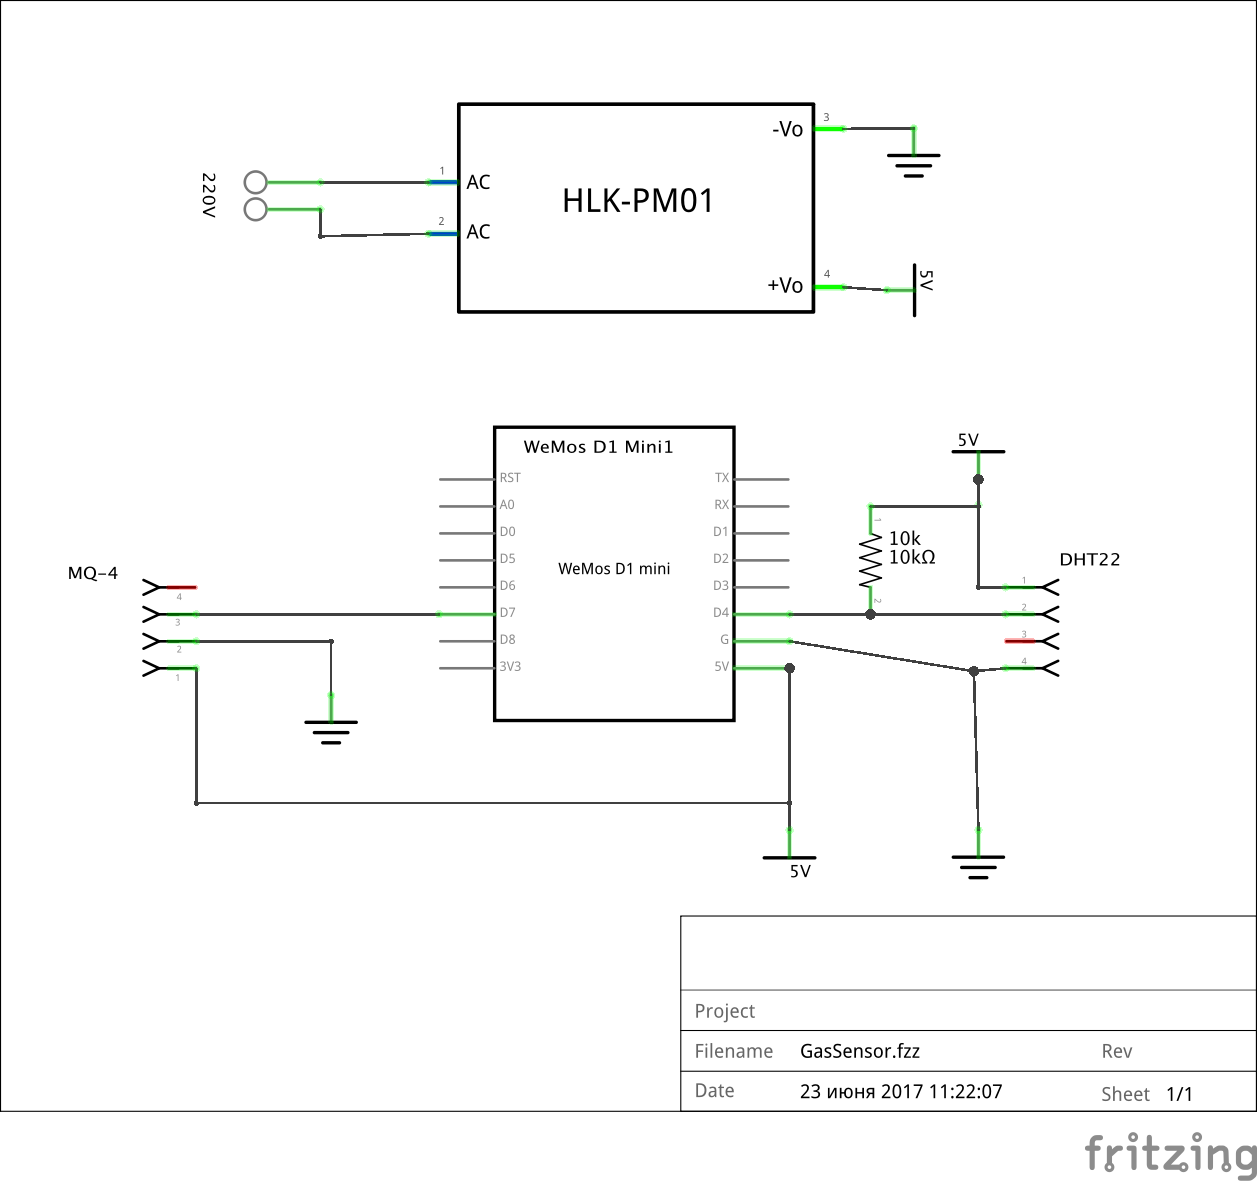 220V
1
AC
2
AC
HLK-PM01
-Vo
3
+Vo
4
5V
WeMos D1 Mini1
RST
A0
D0
D5
D6
D7
D8
3V3
WeMos D1 mini
TX
RX
D1
D2
D3
D4
G
5V
MQ-4
4
3
2
1
5V
1
10k
10kΩ
2
DHT22
1
2
3
4
5V
Project
Filename GasSensor.fzz Rev
Date 23 июня 2017 11:22:07 Sheet 1/1
fritzing